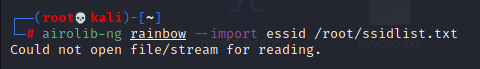 ┌──(root💀kali)-[~]
└─# airolib-ng rainbow --import essid /root/ssidlist.txt
Could not open file/stream for reading.